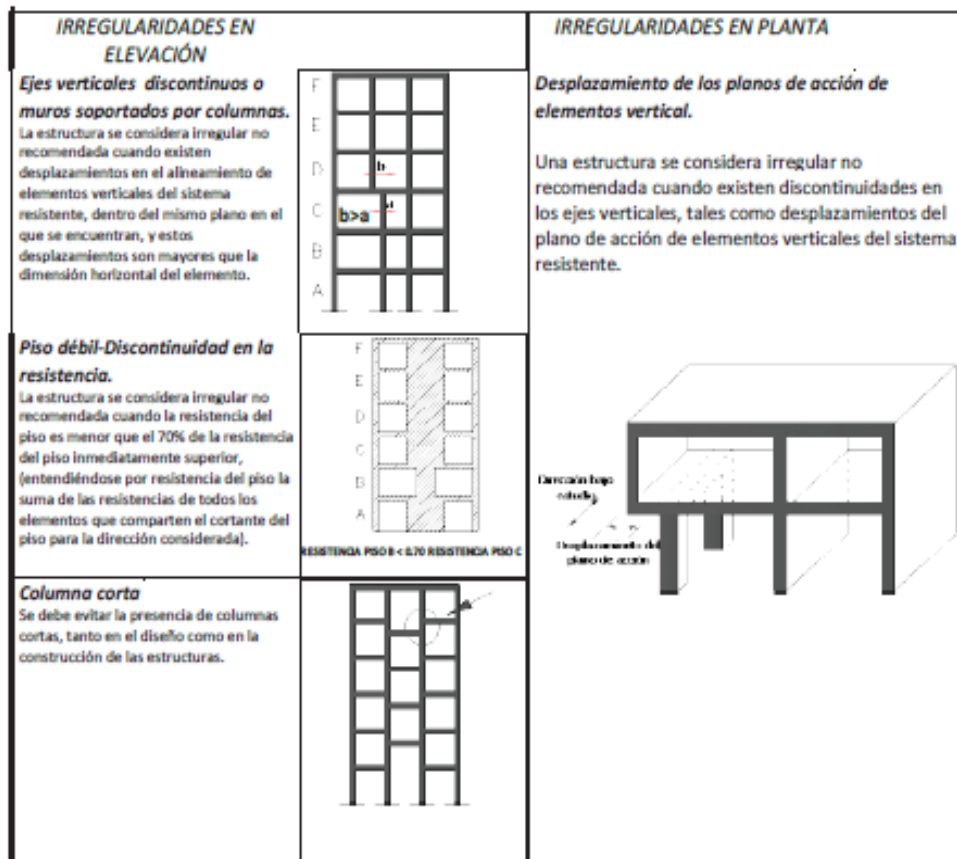 IRREGULARIDADES EN
ELEVACIÓN
Ejes verticales discontinuos o
muros soportados por columnas.
La estructura se considera irregular no
recomendada cuando existen
desplazamientos en el alineamiento de
elementos verticales del sistema
resistente, dentro del mismo plano en el
que se encuentran, y estos
desplazamientos son mayores que la
dimensión horizontal del elemento.
F
E
D
C
B
A
b
a
b>a
Piso débil-Discontinuidad en la
resistencia.
La estructura se considera irregular no
recomendada cuando la resistencia del
piso es menor que el 70% de la resistencia
del piso inmediatamente superior,
(entendiéndose por resistencia del piso la
suma de las resistencias de todos los
elementos que comparten el cortante del
piso para la dirección considerada).
F
E
D
C
B
A
RESISTENCIA PISO B < 0.70 RESISTENCIA PISO C
Columna corta
Se debe evitar la presencia de columnas
cortas, tanto en el diseño como en la
construcción de las estructuras.
IRREGULARIDADES EN PLANTA
Desplazamiento de los planos de acción de
elementos vertical.
Una estructura se considera irregular no
recomendada cuando existen discontinuidades en
los ejes verticales, tales como desplazamientos del
plano de acción de elementos verticales del sistema
resistente.
Dirección bajo
estudio
Desplazamiento del
plano de acción